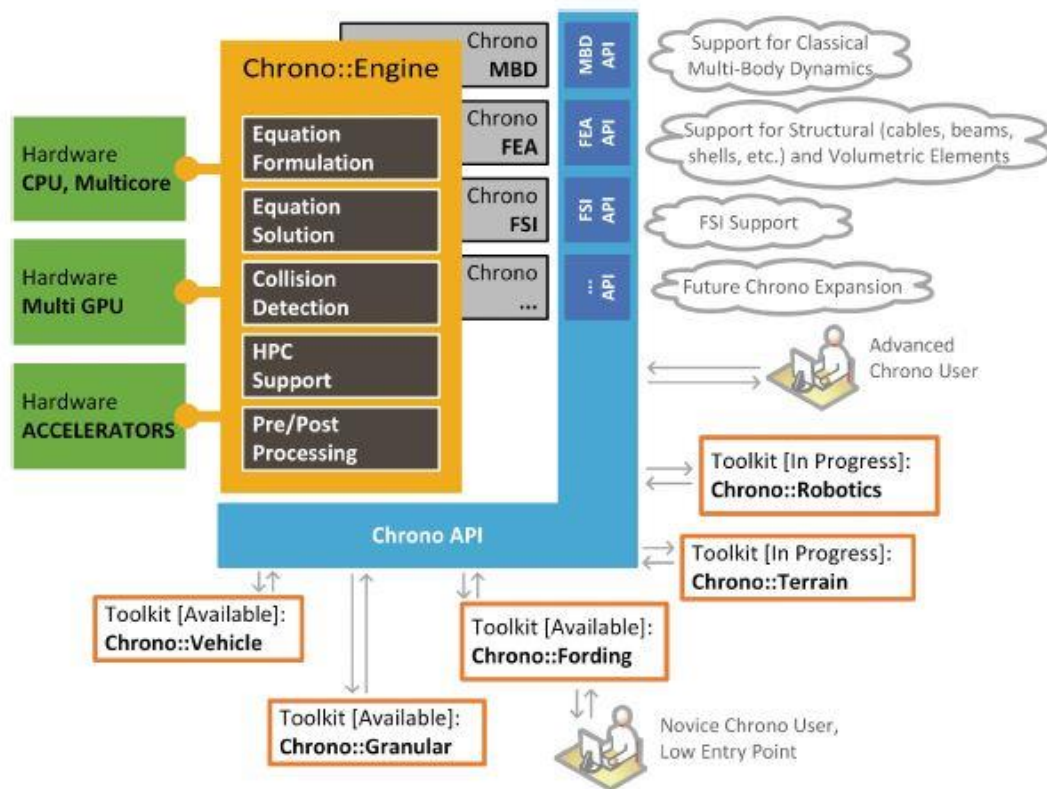 Chrono::Engine
Equation
Formulation
Equation
Solution
Collision
Detection
HPC
Support
Pre/Post
Processing
Hardware
CPU, Multicore
Hardware
Multi GPU
Hardware
ACCELERATORS
Chrono
MBD
Chrono
FEA
Chrono
FSI
Chrono
...
MBD
API
FEA
API
FSI
API
...
API
Support for Classical
Multi-Body Dynamics
Support for Structural (cables, beams,
shells, etc.) and Volumetric Elements
FSI Support
Future Chrono Expansion
Advanced
Chrono User
Toolkit [In Progress]:
Chrono::Robotics
Chrono API
Toolkit [In Progress]:
Chrono::Terrain
Toolkit [Available]:
Chrono::Vehicle
Toolkit [Available]:
Chrono::Fording
Toolkit [Available]:
Chrono::Granular
Novice Chrono User,
Low Entry Point